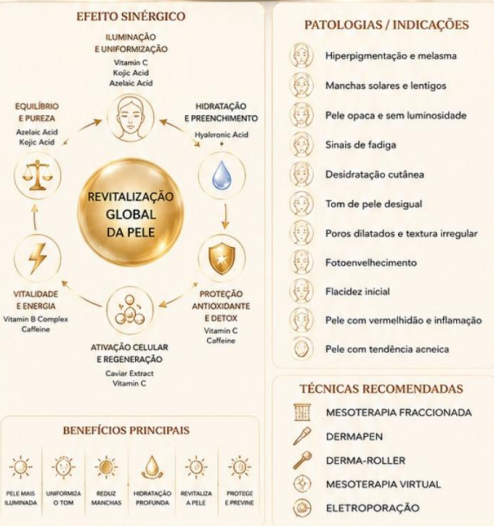 EFEITO SINÉRGICO
ILUMINAÇÃO
E UNIFORMIZAÇÃO
Vitamin C
Kojic Acid
Azelaic Acid
EQUILÍBRIO
E PUREZA
Azelaic Acid
Kojic Acid
HIDRATAÇÃO
E PREENCHIMENTO
Hyaluronic Acid
REVITALIZAÇÃO
GLOBAL
DA PELE
VITALIDADE
E ENERGIA
Vitamin B Complex
Caffeine
PROTEÇÃO
ANTIOXIDANTE
E DETOX
Vitamin C
Caffeine
ATIVAÇÃO CELULAR
E REGENERAÇÃO
Caviar Extract
Vitamin C
BENEFÍCIOS PRINCIPAIS
PELE MAIS
ILUMINADA
UNIFORMIZA
O TOM
REDUZ
MANCHAS
HIDRATAÇÃO
PROFUNDA
REVITALIZA
A PELE
PROTEGE
E PREVINE
PATOLOGIAS / INDICAÇÕES
Hiperpigmentação e melasma
Manchas solares e lentigos
Pele opaca e sem luminosidade
Sinais de fadiga
Desidratação cutânea
Tom de pele desigual
Poros dilatados e textura irregular
Fotoenvelhecimento
Flacidez inicial
Pele com vermelhidão e inflamação
Pele com tendência acneica
TÉCNICAS RECOMENDADAS
MESOTERAPIA FRACCIONADA
DERMAPEN
DERMA-ROLLER
MESOTERAPIA VIRTUAL
ELETROPORAÇÃO